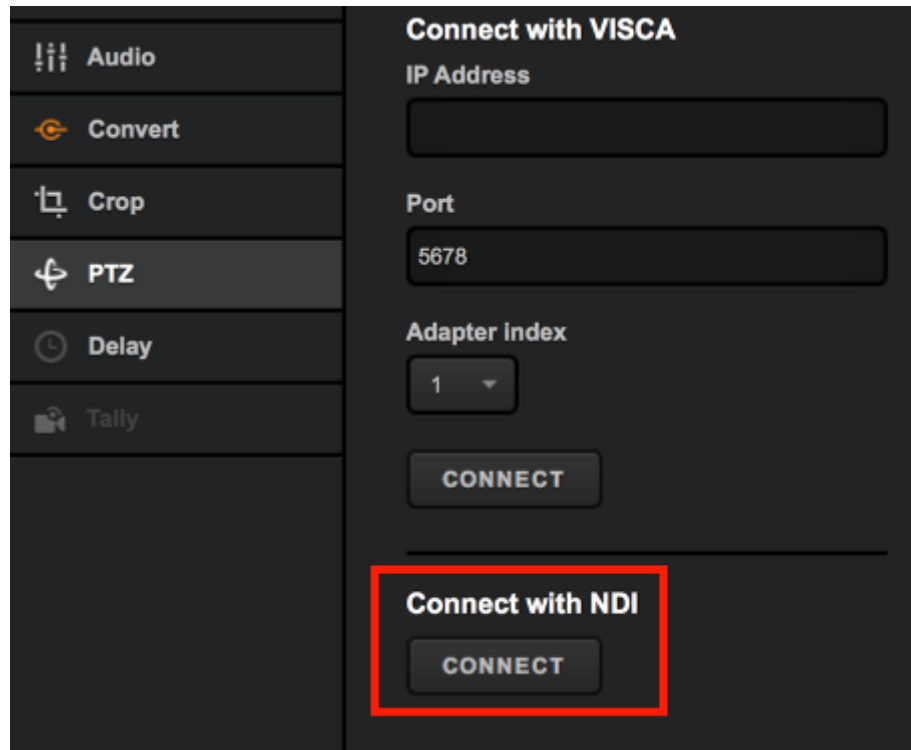 Audio
Convert
Crop
PTZ
Delay
Tally
Connect with VISCA
IP Address
Port
5678
Adapter index
1
CONNECT
Connect with NDI
CONNECT